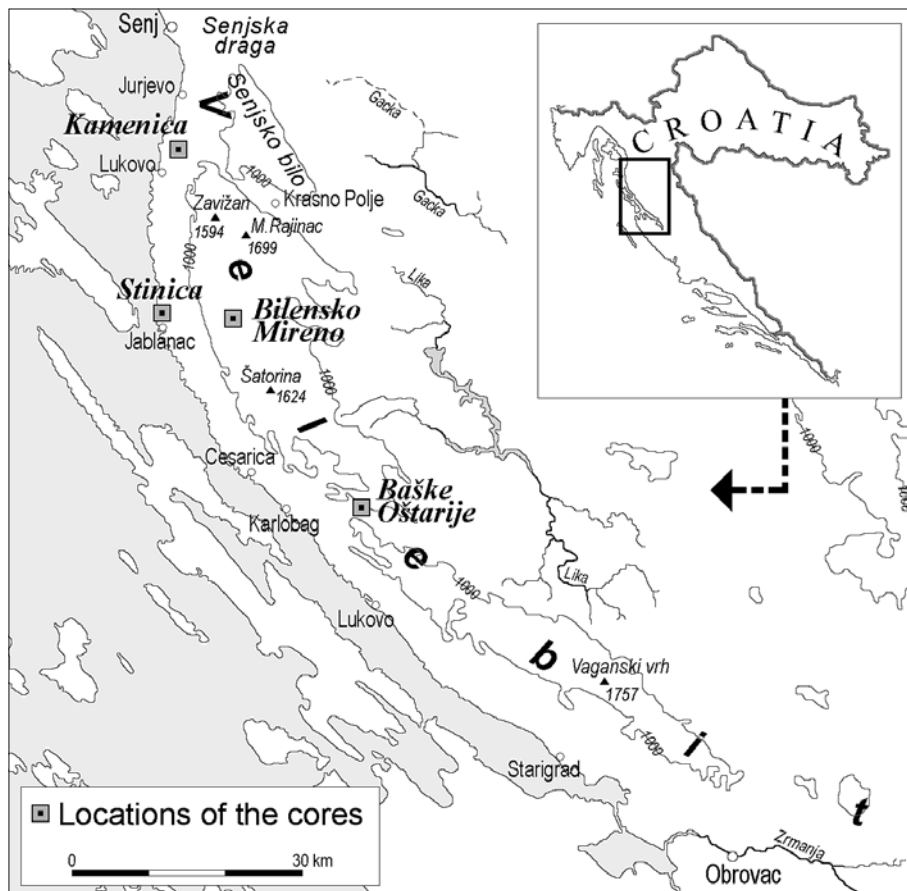 Senj
Senjska
draga
Jurjevo
Senjsko bilo
Gacka
Kamenica
Lukovo
1000
Krasno Polje
Gacka
Zavižan
1594
M.Rajinac
1699
1000
Lika
Stinica
Jablanac
Bilensko
Mireno
1000
Šatorina
1624
Cesarica
Karlobag
Baške
Oštarije
Lika
1000
Lukovo
Vaganski vrh
1757
1000
Starigrad
Zrmanja
Obrovac
V
e
l
e
b
i
t
CROATIA
1000
1000
Locations of the cores
0 30 km